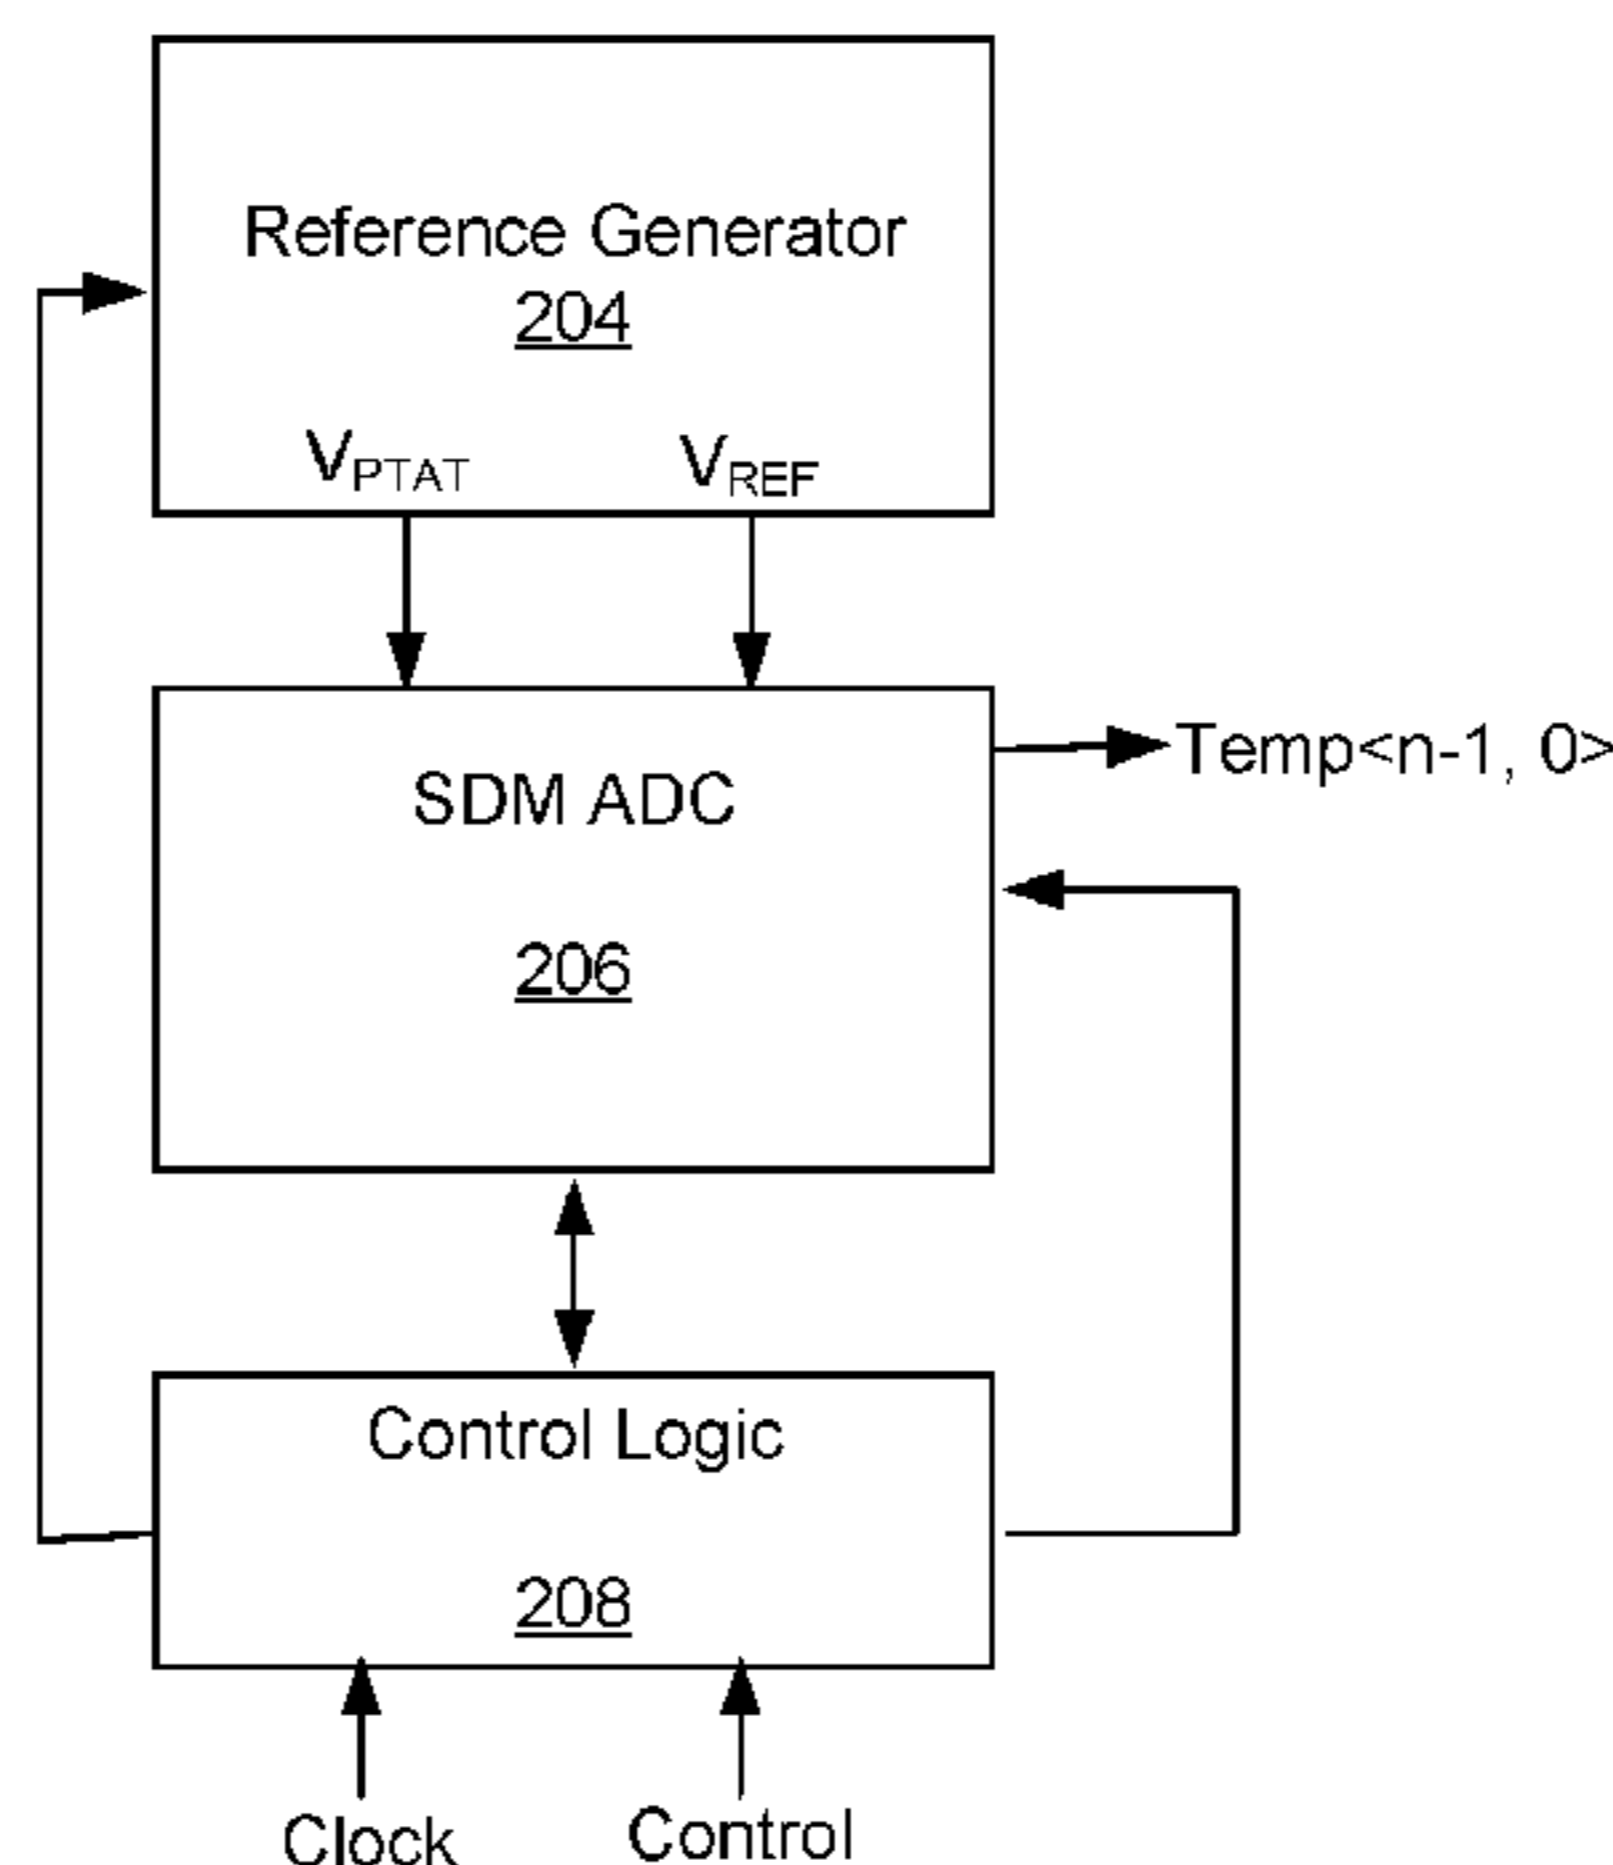 Reference Generator
204
VPTAT VREF
SDM ADC
Temp<n-1, 0>
206
Control Logic
208
Clock Control